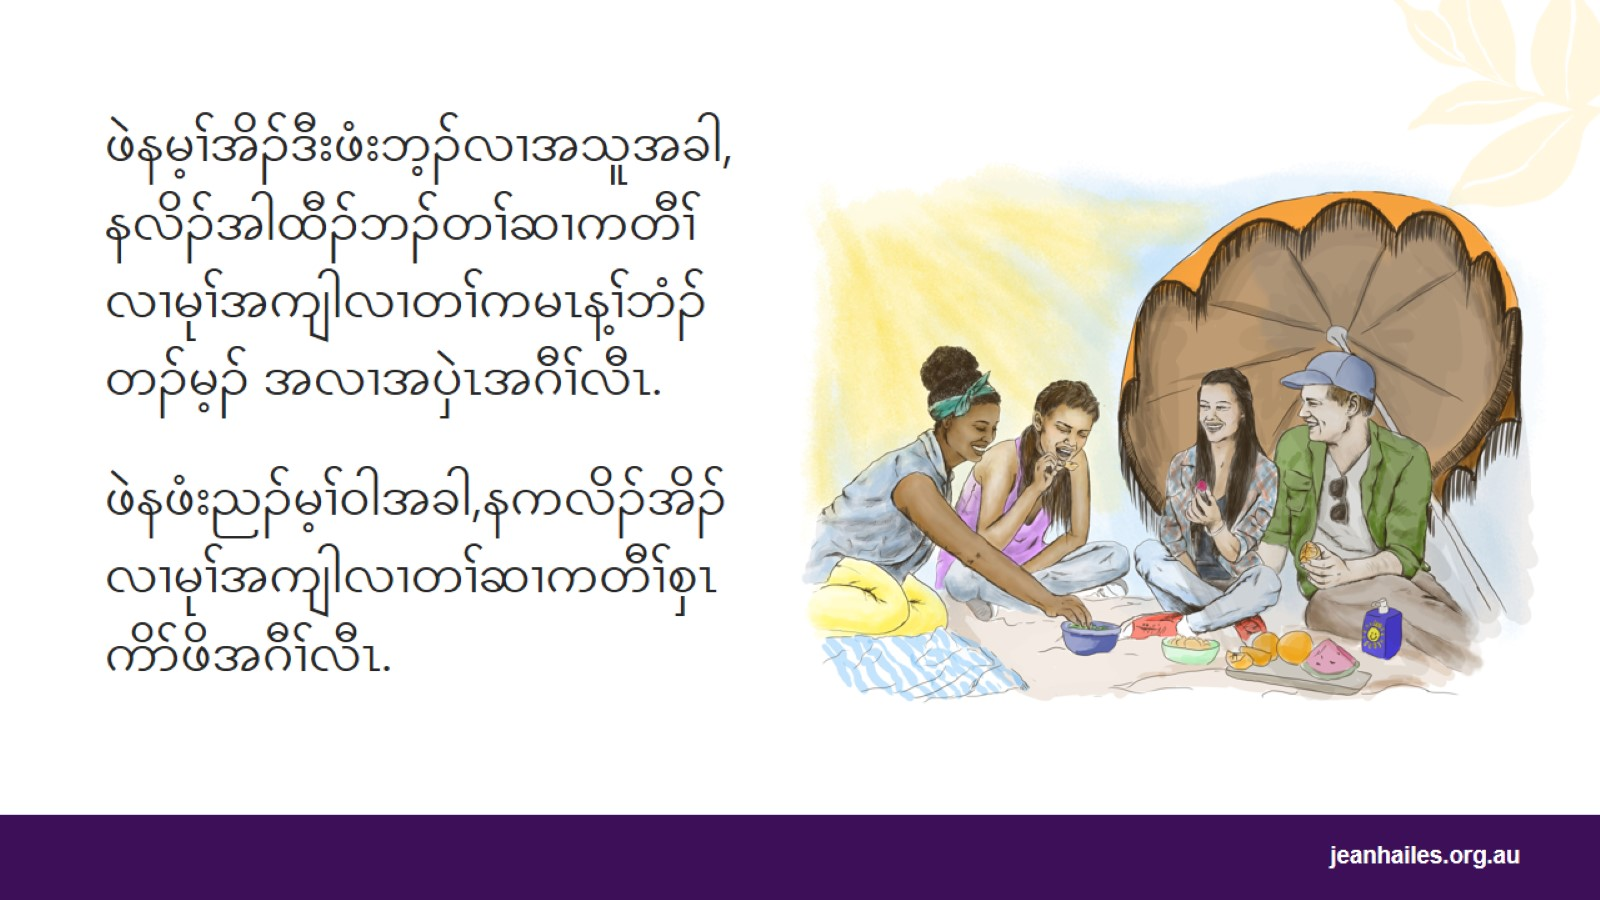 ဖဲနမ့ၢ်အိၣ်ဒီးဖံးဘ့ၣ်လၢအသူအခါ,
နလိၣ်အါထီၣ်ဘၣ်တၢ်ဆၢကတီၢ်
လၢမုၢ်အကျါလၢတၢ်ကမၤန့ၢ်ဘံၣ်
တၣ်မ့ၣ် အလၢအပှဲၤအဂီၢ်လီၤ.
ဖဲနဖံးညၣ်မ့ၢ်ဝါအခါ,နကလိၣ်အိၣ်
လၢမုၢ်အကျါလၢတၢ်ဆၢကတီၢ်စှၤ
ကိာ်ဖိအဂီၢ်လီၤ.
jeanhailes.org.au